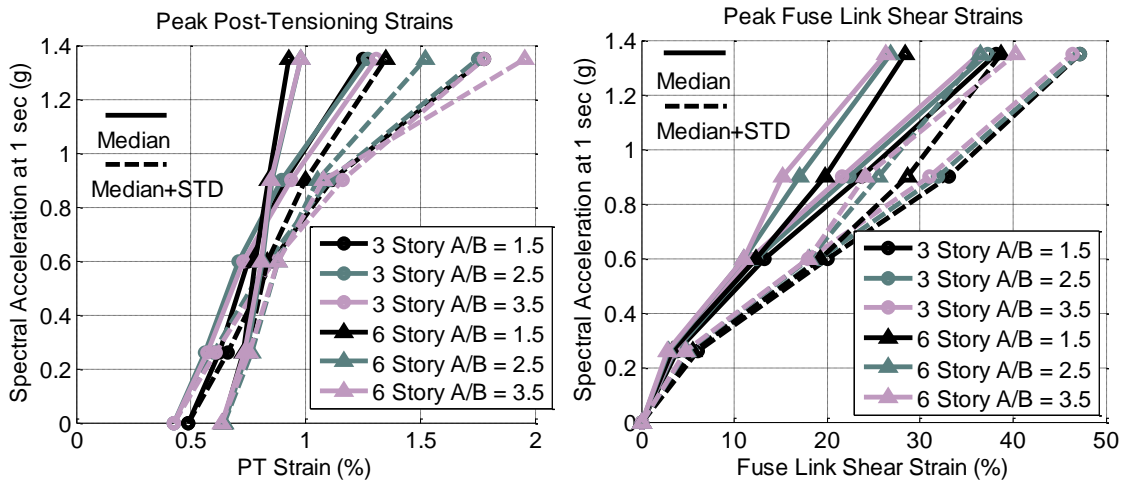 Peak Post-Tensioning Strains
Spectral Acceleration at 1 sec (g)
1.4
1.2
1
0.8
0.6
0.4
0.2
0
Median
Median+STD
3 Story A/B = 1.5
3 Story A/B = 2.5
3 Story A/B = 3.5
6 Story A/B = 1.5
6 Story A/B = 2.5
6 Story A/B = 3.5
0 0.5 1 1.5 2
PT Strain (%)
Peak Fuse Link Shear Strains
Spectral Acceleration at 1 sec (g)
1.4
1.2
1
0.8
0.6
0.4
0.2
0
Median
Median+STD
3 Story A/B = 1.5
3 Story A/B = 2.5
3 Story A/B = 3.5
6 Story A/B = 1.5
6 Story A/B = 2.5
6 Story A/B = 3.5
0 10 20 30 40 50
Fuse Link Shear Strain (%)